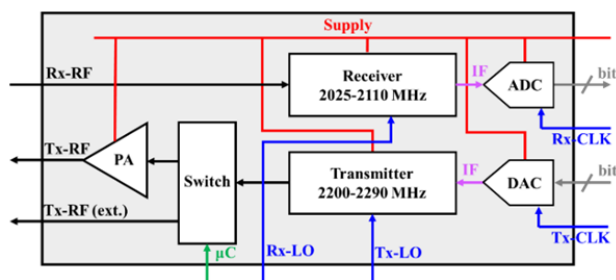 Supply
Rx-RF
Receiver
2025-2110 MHz
IF
ADC
bit
Rx-CLK
Tx-RF
PA
Switch
Transmitter
2200-2290 MHz
IF
DAC
bit
Tx-RF (ext.)
Tx-CLK
µC
Rx-LO
Tx-LO